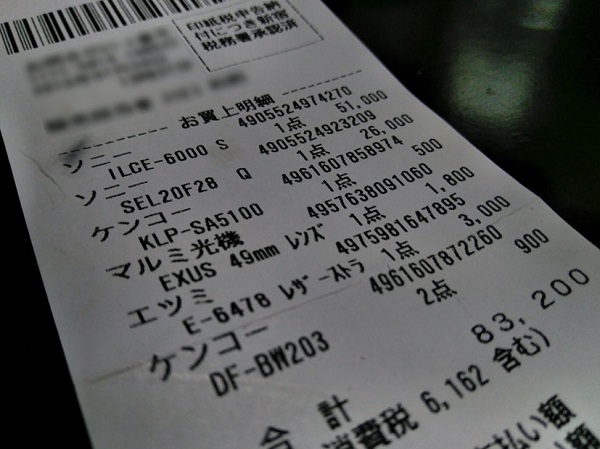 印紙税申告納
付につき新宿
税務署承認済
お買上明細
ソニー 4905524974270
ILCE-6000 S 1点 51,000
ソニー 4905524923209
SEL20F28 Q 1点 26,000
ケンコー 4961607858974
KLP-SA5100 1点 500
マルミ光機 4957638091060
EXUS 49mm レンズ 1点 1,800
エツミ 4975981647895
E-6478 レザーストラ 1点 3,000
ケンコー 4961607872260
DF-BW203 2点 900
合 計 83,200
消費税 6,162 含む)
払い額